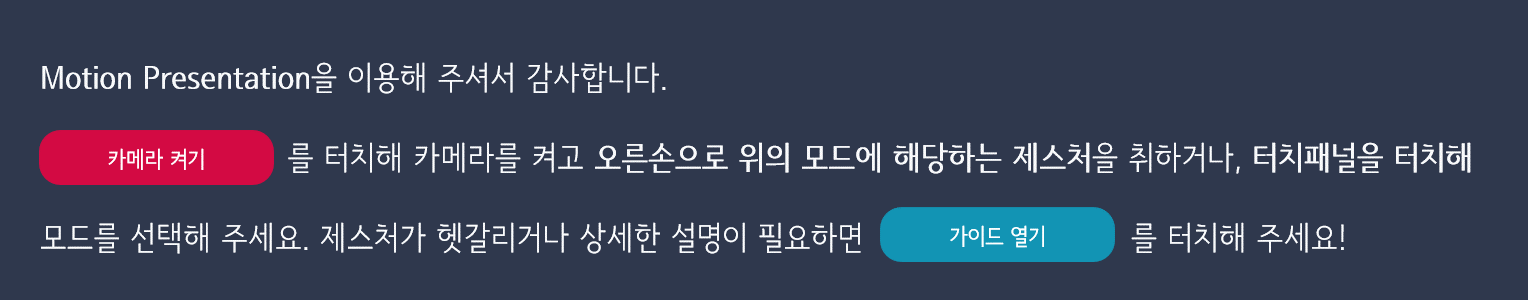 Motion Presentation을 이용해 주셔서 감사합니다.
카메라 켜기 를 터치해 카메라를 켜고 오른손으로 위의 모드에 해당하는 제스처을 취하거나, 터치패널을 터치해
모드를 선택해 주세요. 제스처가 헷갈리거나 상세한 설명이 필요하면 가이드 열기 를 터치해 주세요!